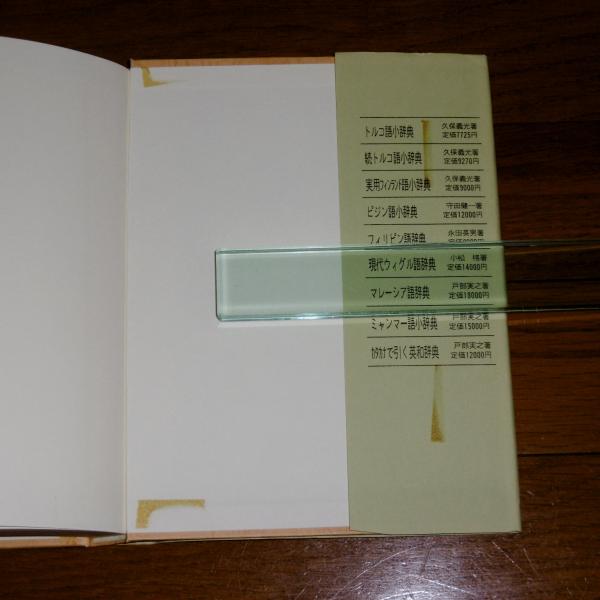 トルコ語小辞典 久保義光著
定価7725円
続トルコ語小辞典 久保義光著
定価9270円
実用フィンランド語小辞典 久保義光著
定価9000円
ピジン語小辞典 守田健一著
定価12000円
フィリピン語辞典 永田英男著
定価
現代ウィグル語辞典 小松 格著
定価14000円
マレーシア語辞典 戸部実之著
定価18000円
ミャンマー語小辞典 戸部実之著
定価15000円
カタカナで引く英和辞典 戸部実之著
定価12000円